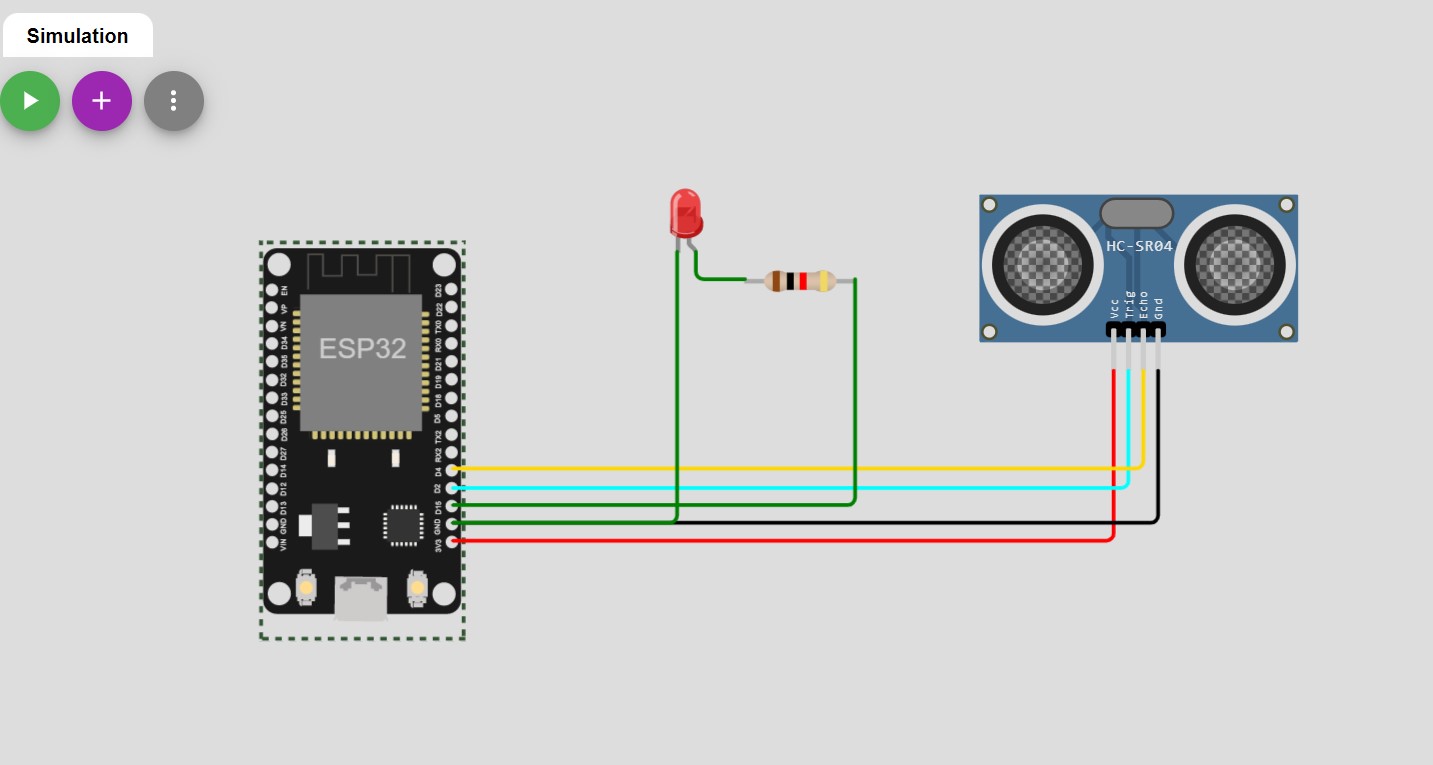 Simulation
ESP32
EN
VP
VN
D34
D35
D32
D33
D25
D26
D27
D14
D12
D13
GND
VIN
D23
D22
TX0
RX0
D21
D19
D18
D5
TX2
RX2
D4
D2
D15
GND
3V3
HC-SR04
Vcc
Trig
Echo
Gnd